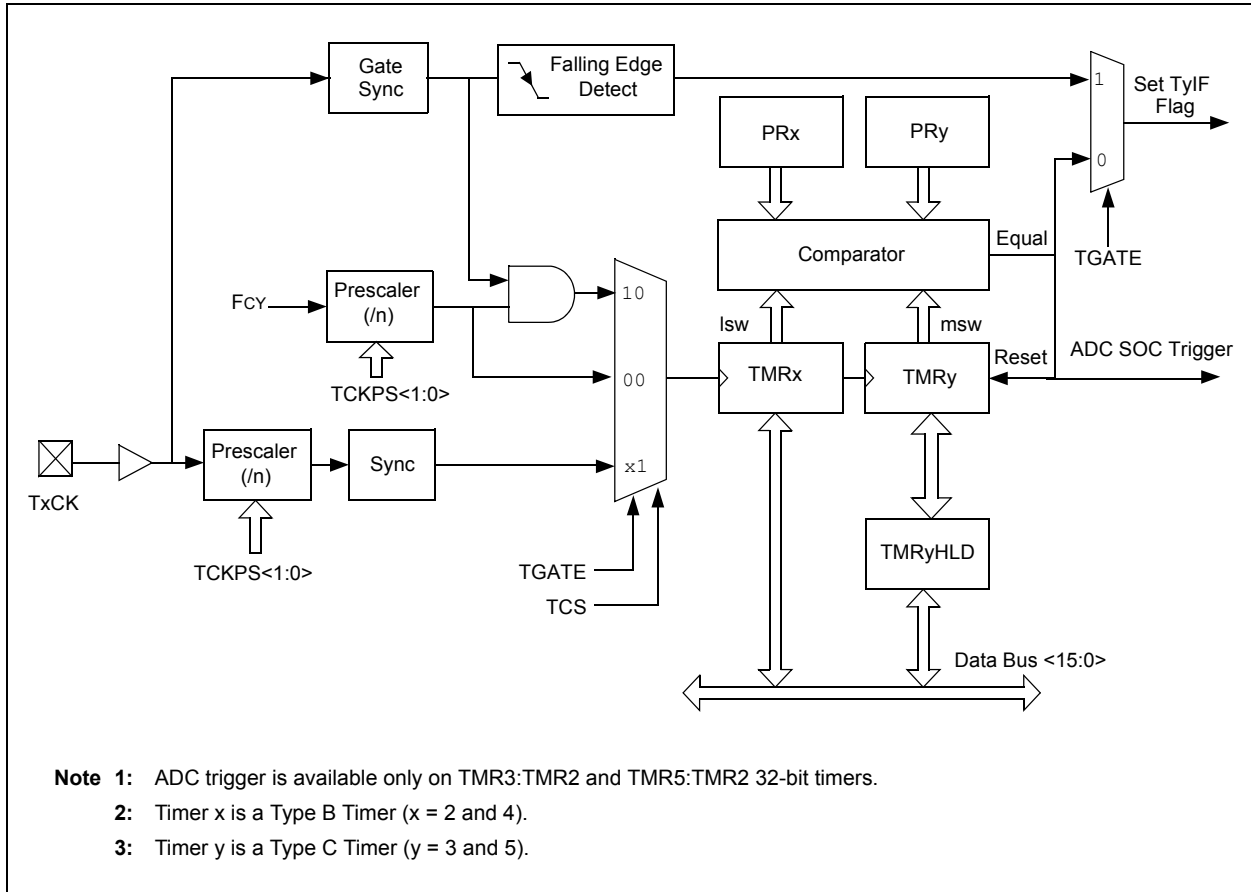 Gate
Sync
Falling Edge
Detect
1
Set TyIF
Flag
PRx
PRy
0
Equal
Comparator
TGATE
10
Prescaler
(/n)
FCY
lsw
msw
Reset
ADC SOC Trigger
TMRx
TMRy
00
TCKPS<1:0>
Prescaler
(/n)
Sync
x1
TxCK
TMRyHLD
TGATE
TCKPS<1:0>
TCS
Data Bus <15:0>
Note 1: ADC trigger is available only on TMR3:TMR2 and TMR5:TMR2 32-bit timers.
2: Timer x is a Type B Timer (x = 2 and 4).
3: Timer y is a Type C Timer (y = 3 and 5).